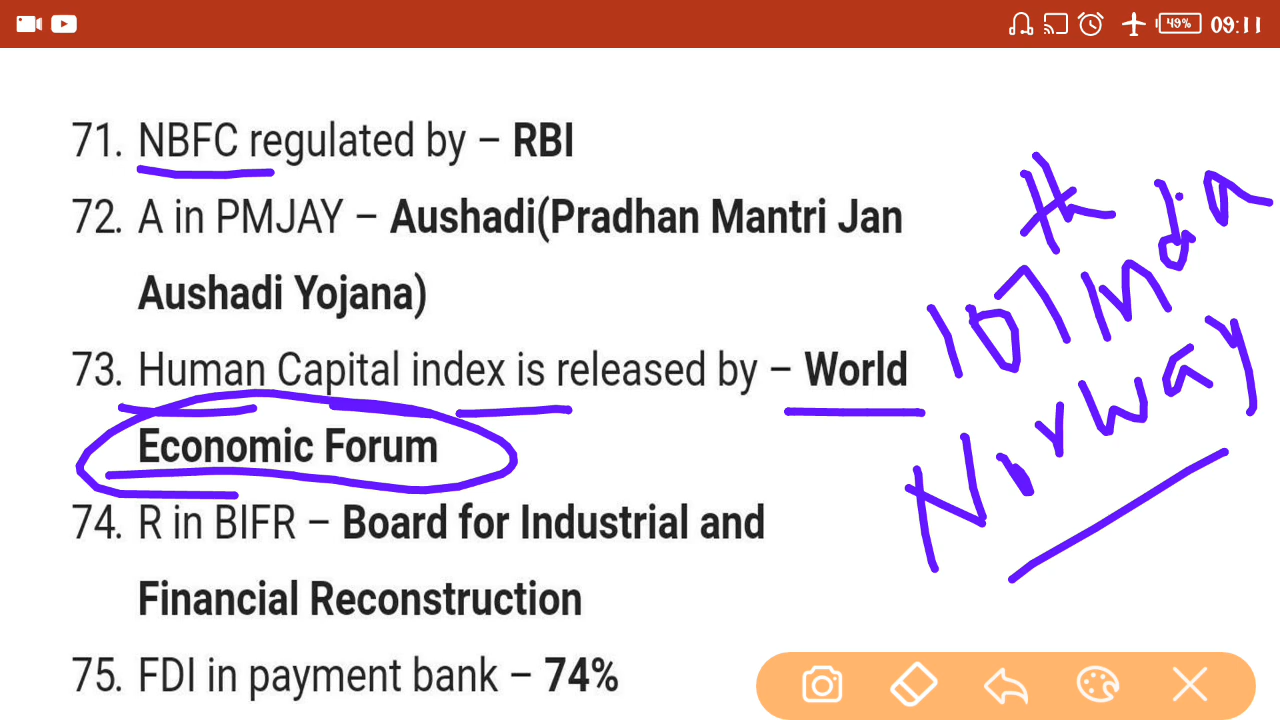 49% 09:11
71. NBFC regulated by – RBI
72. A in PMJAY – Aushadi(Pradhan Mantri Jan
Aushadi Yojana)
73. Human Capital index is released by – World
Economic Forum
74. R in BIFR – Board for Industrial and
Financial Reconstruction
75. FDI in payment bank – 74%
107th India
Norway